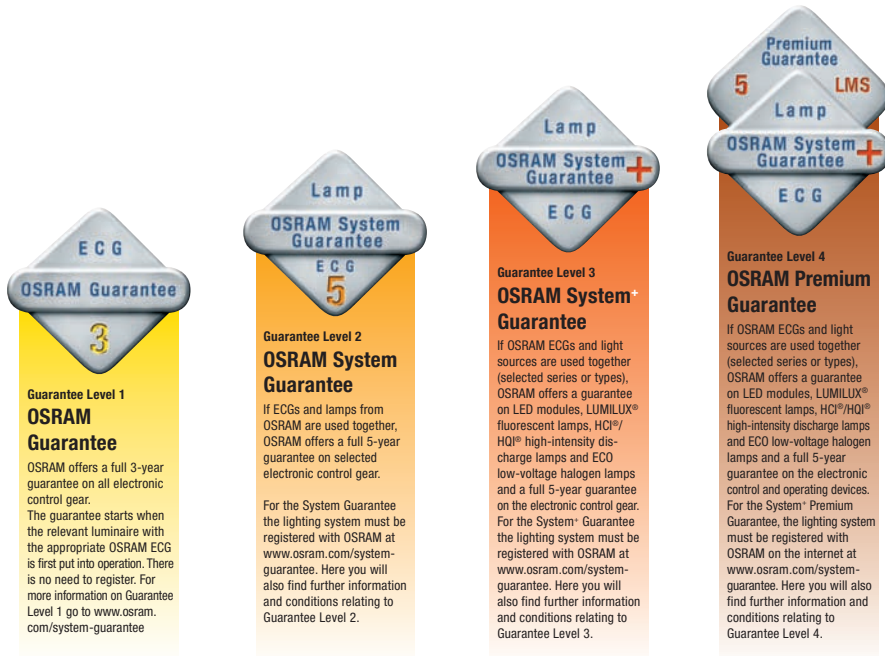 ECG
OSRAM Guarantee
3
Guarantee Level 1
OSRAM
Guarantee
OSRAM offers a full 3-year
guarantee on all electronic
control gear.
The guarantee starts when
the relevant luminaire with
the appropriate OSRAM ECG
is first put into operation. There
is no need to register. For
more information on Guarantee
Level 1 go to www.osram.
com/system-guarantee
Lamp
OSRAM System
Guarantee
ECG
5
Guarantee Level 2
OSRAM System
Guarantee
If ECGs and lamps from
OSRAM are used together,
OSRAM offers a full 5-year
guarantee on selected
electronic control gear.
For the System Guarantee
the lighting system must be
registered with OSRAM at
www.osram.com/system-
guarantee. Here you will
also find further information
and conditions relating to
Guarantee Level 2.
Lamp
OSRAM System +
Guarantee
ECG
Guarantee Level 3
OSRAM System+
Guarantee
If OSRAM ECGs and light
sources are used together
(selected series or types),
OSRAM offers a guarantee
on LED modules, LUMILUX®
fluorescent lamps, HCI®/
HQI® high-intensity dis-
charge lamps and ECO
low-voltage halogen lamps
and a full 5-year guarantee
on the electronic control gear.
For the System+ Guarantee
the lighting system must be
registered with OSRAM at
www.osram.com/system-
guarantee. Here you will
also find further information
and conditions relating to
Guarantee Level 3.
Premium
Guarantee
5 LMS
Lamp
OSRAM System +
Guarantee
ECG
Guarantee Level 4
OSRAM Premium
Guarantee
If OSRAM ECGs and light
sources are used together
(selected series or types),
OSRAM offers a guarantee
on LED modules, LUMILUX®
fluorescent lamps, HCI®/HQI®
high-intensity discharge lamps
and ECO low-voltage halogen
lamps and a full 5-year
guarantee on the electronic
control and operating devices.
For the System+ Premium
Guarantee, the lighting system
must be registered with
OSRAM on the internet at
www.osram.com/system-
guarantee. Here you will also
find further information and
conditions relating to
Guarantee Level 4.